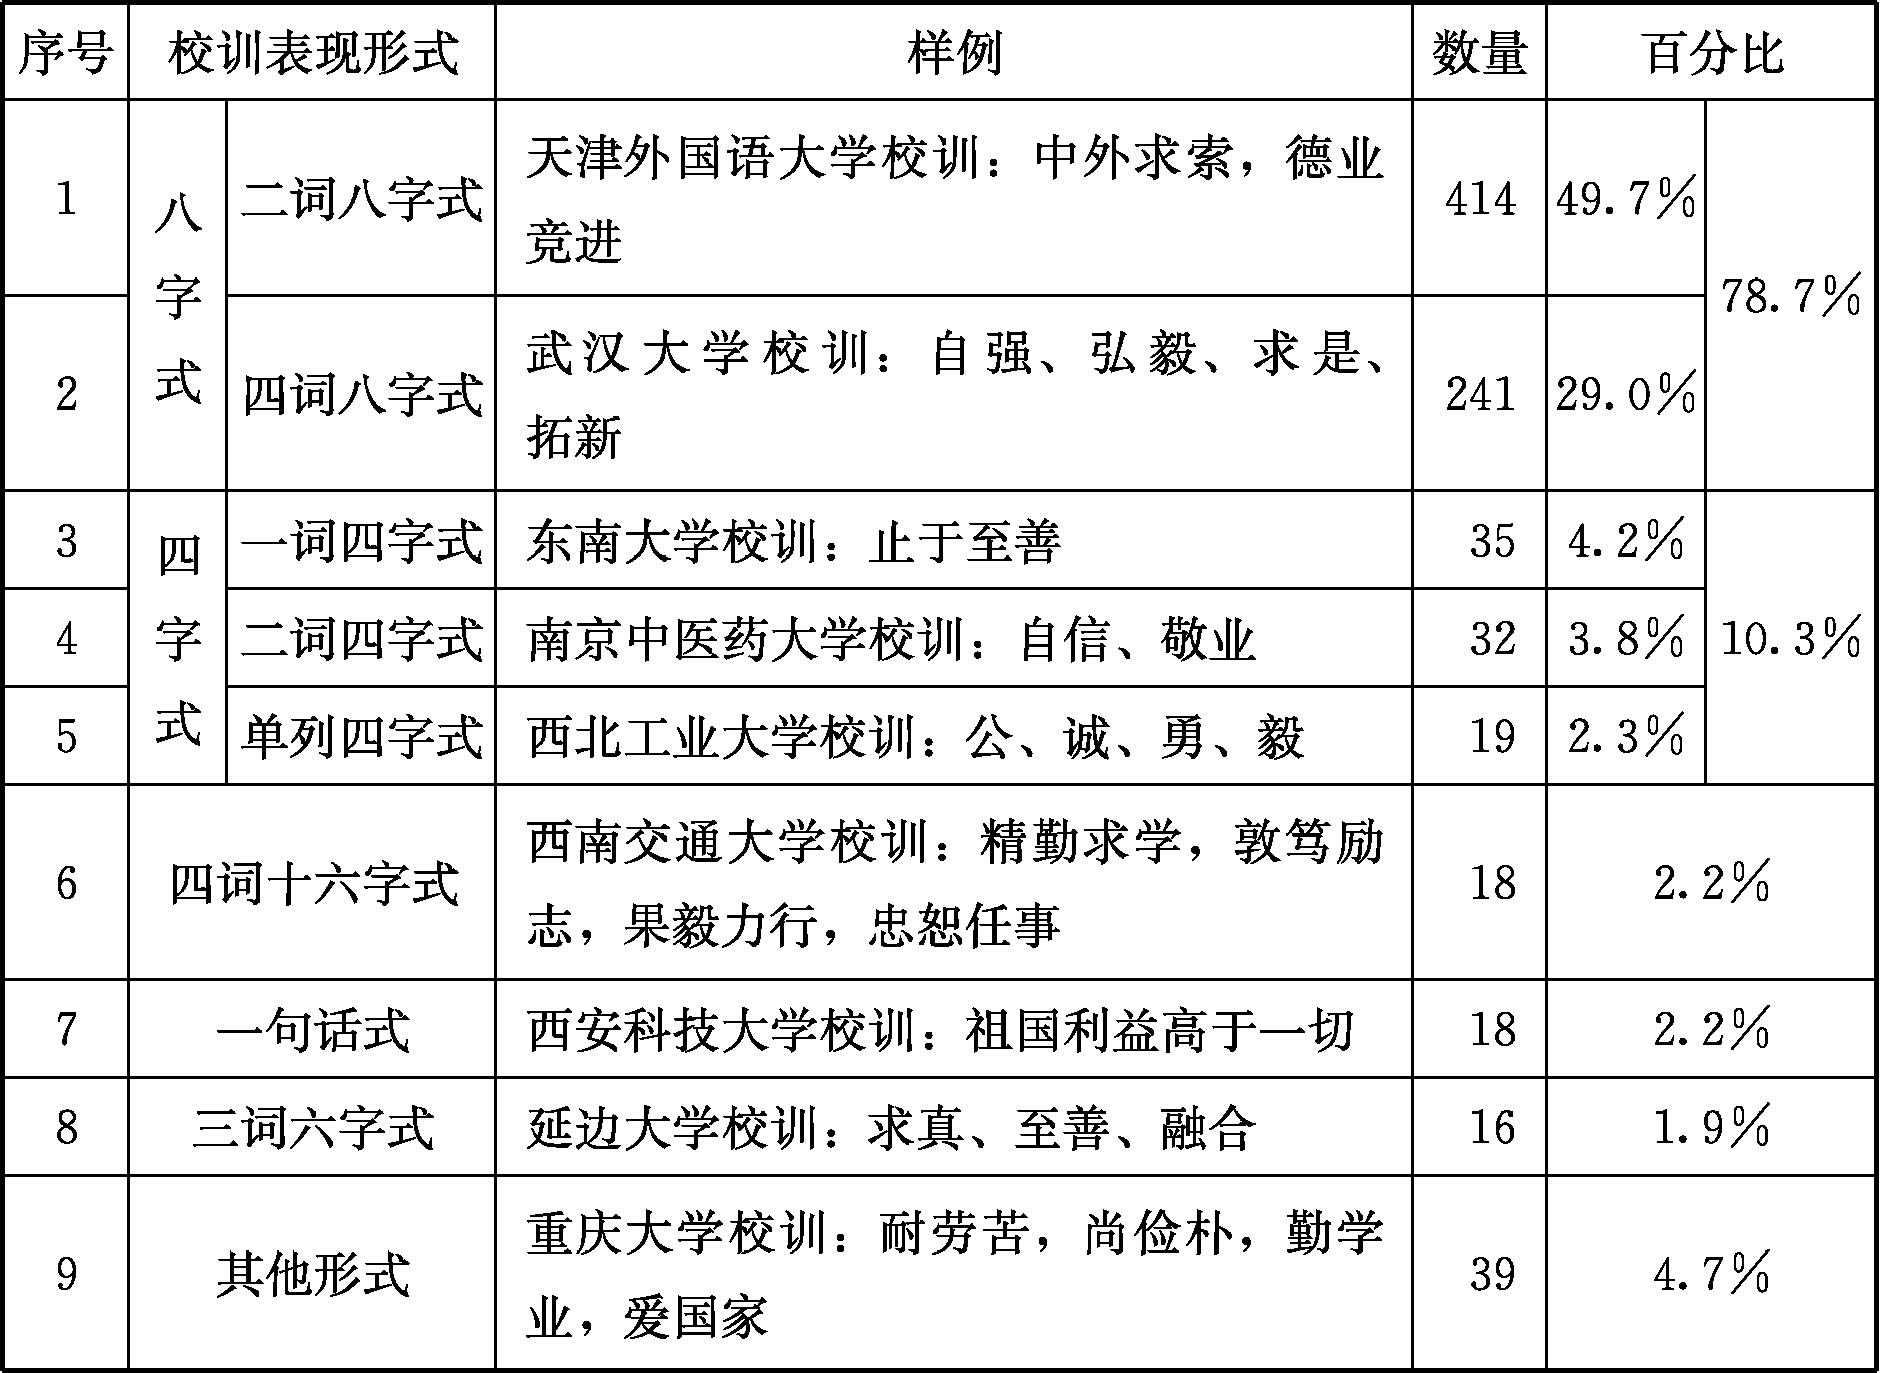 序号 校训表现形式 样例 数量 百分比
1 八字式 二词八字式 天津外国语大学校训：中外求索，德业 414 49.7% 78.7%
竞进
2 四词八字式 武汉大学校训：自强、弘毅、求是、 241 29.0%
拓新
3 四字式 一词四字式 东南大学校训：止于至善 35 4.2% 10.3%
4 二词四字式 南京中医药大学校训：自信、敬业 32 3.8%
5 单列四字式 西北工业大学校训：公、诚、勇、毅 19 2.3%
6 四词十六字式 西南交通大学校训：精勤求学，敦笃励 18 2.2%
志，果毅力行，忠恕任事
7 一句话式 西安科技大学校训：祖国利益高于一切 18 2.2%
8 三词六字式 延边大学校训：求真、至善、融合 16 1.9%
9 其他形式 重庆大学校训：耐劳苦，尚俭朴，勤学 39 4.7%
业，爱国家